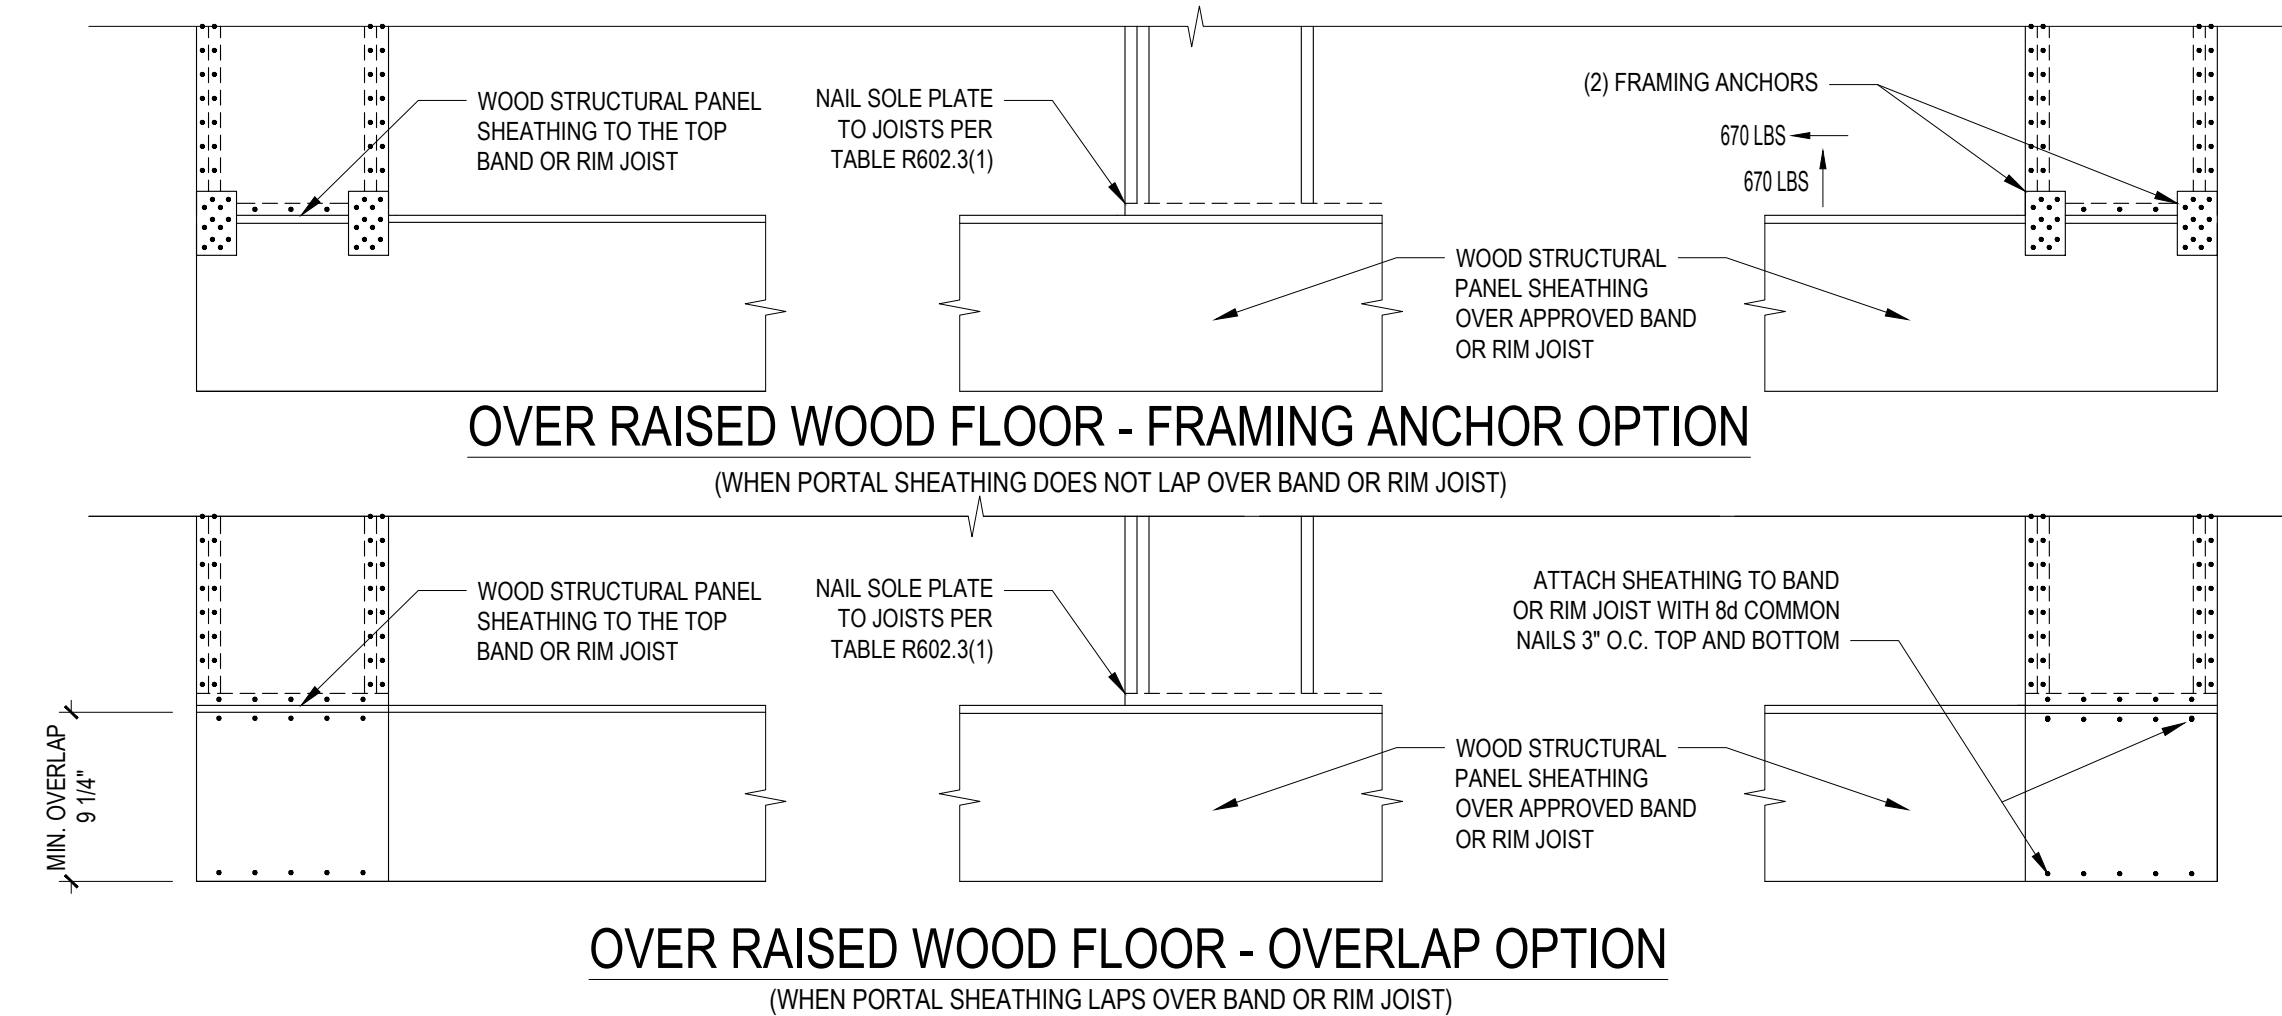 WOOD STRUCTURAL PANEL
SHEATHING TO THE TOP
BAND OR RIM JOIST
NAIL SOLE PLATE
TO JOISTS PER
TABLE R602.3(1)
(2) FRAMING ANCHORS
670 LBS
670 LBS
WOOD STRUCTURAL
PANEL SHEATHING
OVER APPROVED BAND
OR RIM JOIST
OVER RAISED WOOD FLOOR - FRAMING ANCHOR OPTION
(WHEN PORTAL SHEATHING DOES NOT LAP OVER BAND OR RIM JOIST)
WOOD STRUCTURAL PANEL
SHEATHING TO THE TOP
BAND OR RIM JOIST
NAIL SOLE PLATE
TO JOISTS PER
TABLE R602.3(1)
ATTACH SHEATHING TO BAND
OR RIM JOIST WITH 8d COMMON
NAILS 3" O.C. TOP AND BOTTOM
MIN. OVERLAP
9 1/4"
WOOD STRUCTURAL
PANEL SHEATHING
OVER APPROVED BAND
OR RIM JOIST
OVER RAISED WOOD FLOOR - OVERLAP OPTION
(WHEN PORTAL SHEATHING LAPS OVER BAND OR RIM JOIST)